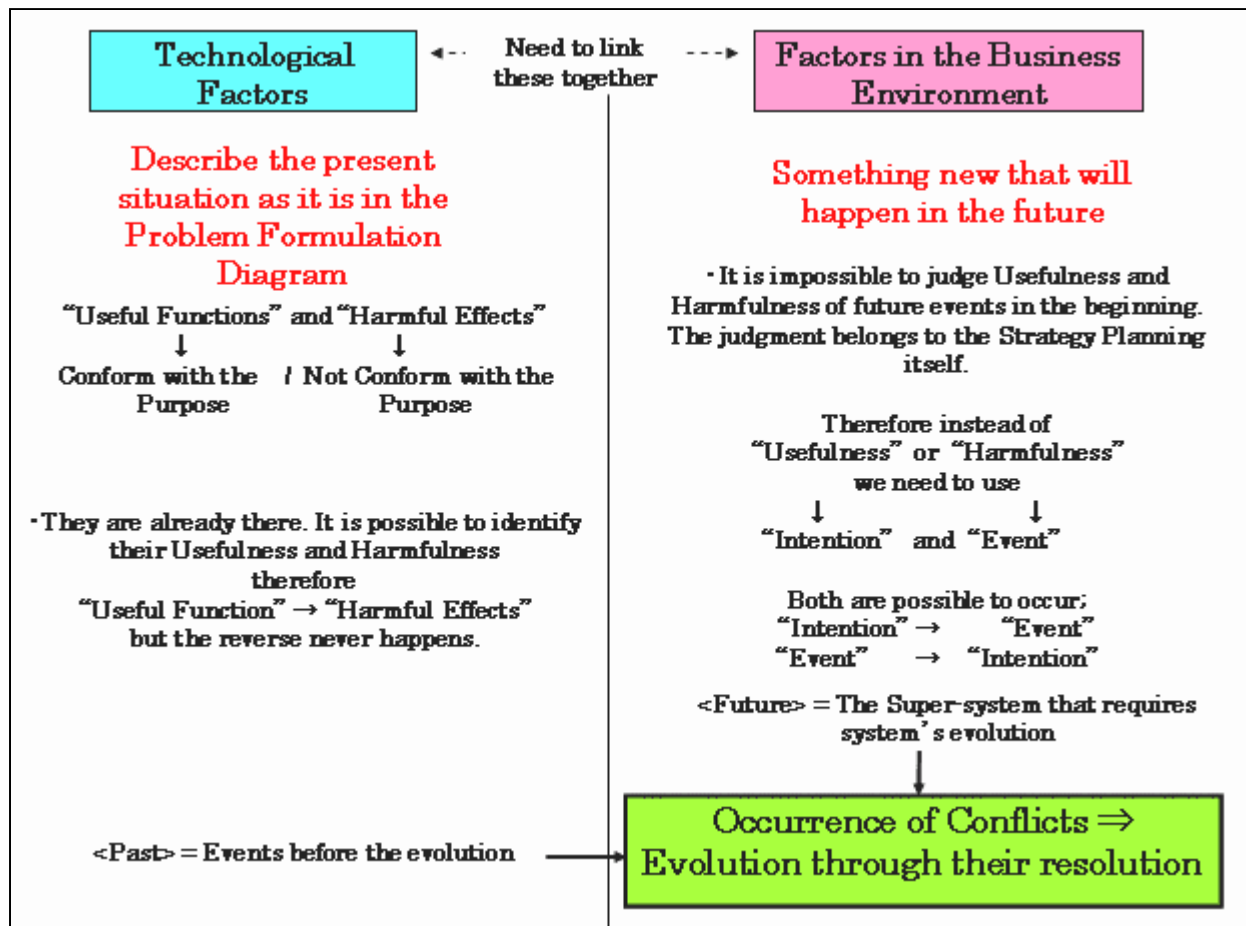 Technological
Factors
Need to link
these together
Factors in the Business
Environment
Describe the present
situation as it is in the
Problem Formulation
Diagram
“Useful Functions” and “Harmful Effects”
↓ ↓
Conform with the / Not Conform with the
Purpose Purpose
・They are already there. It is possible to identify
their Usefulness and Harmfulness
therefore
“Useful Function” → “Harmful Effects”
but the reverse never happens.
<Past> = Events before the evolution
Something new that will
happen in the future
・It is impossible to judge Usefulness and
Harmfulness of future events in the beginning.
The judgment belongs to the Strategy Planning
itself.
Therefore instead of
“Usefulness” or “Harmfulness”
we need to use
↓ ↓
“Intention” and “Event”
Both are possible to occur;
“Intention” → “Event”
“Event” → “Intention”
<Future> = The Super-system that requires
system’s evolution
Occurrence of Conflicts ⇒
Evolution through their resolution